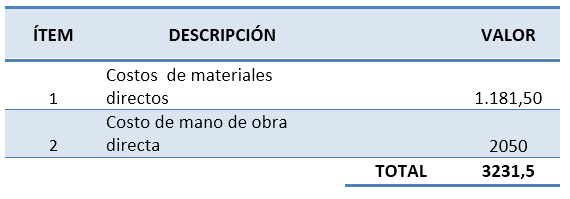 ÍTEM DESCRIPCIÓN VALOR
Costos de materiales
1 directos 1.181,50
Costo de mano de obra
2 directa 2050
TOTAL 3231,5